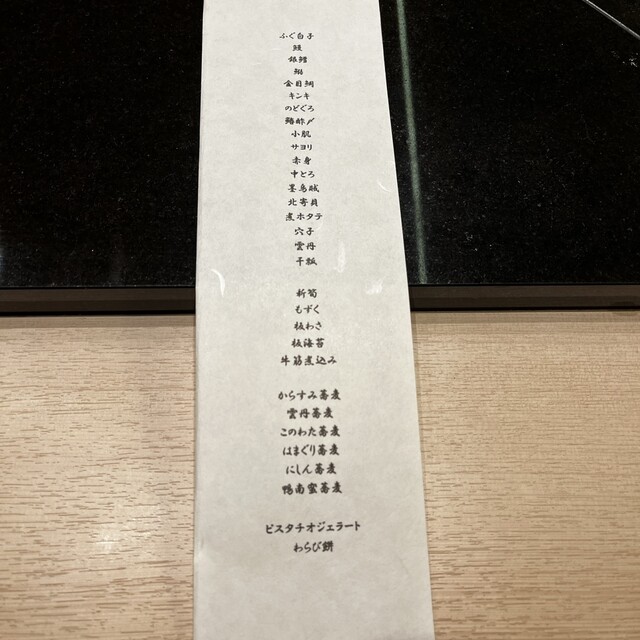 ふぐ白子
鰻
銀鱈
鰯
金目鯛
キンキ
のどぐろ
鯖酢〆
小肌
サヨリ
赤身
中とろ
墨烏賊
北寄貝
煮ホタテ
穴子
雲丹
干瓢
新筍
もずく
板わさ
板海苔
牛筋煮込み
からすみ蕎麦
雲丹蕎麦
このわた蕎麦
はまぐり蕎麦
にしん蕎麦
鴨南蛮蕎麦
ピスタチオジェラート
わらび餅